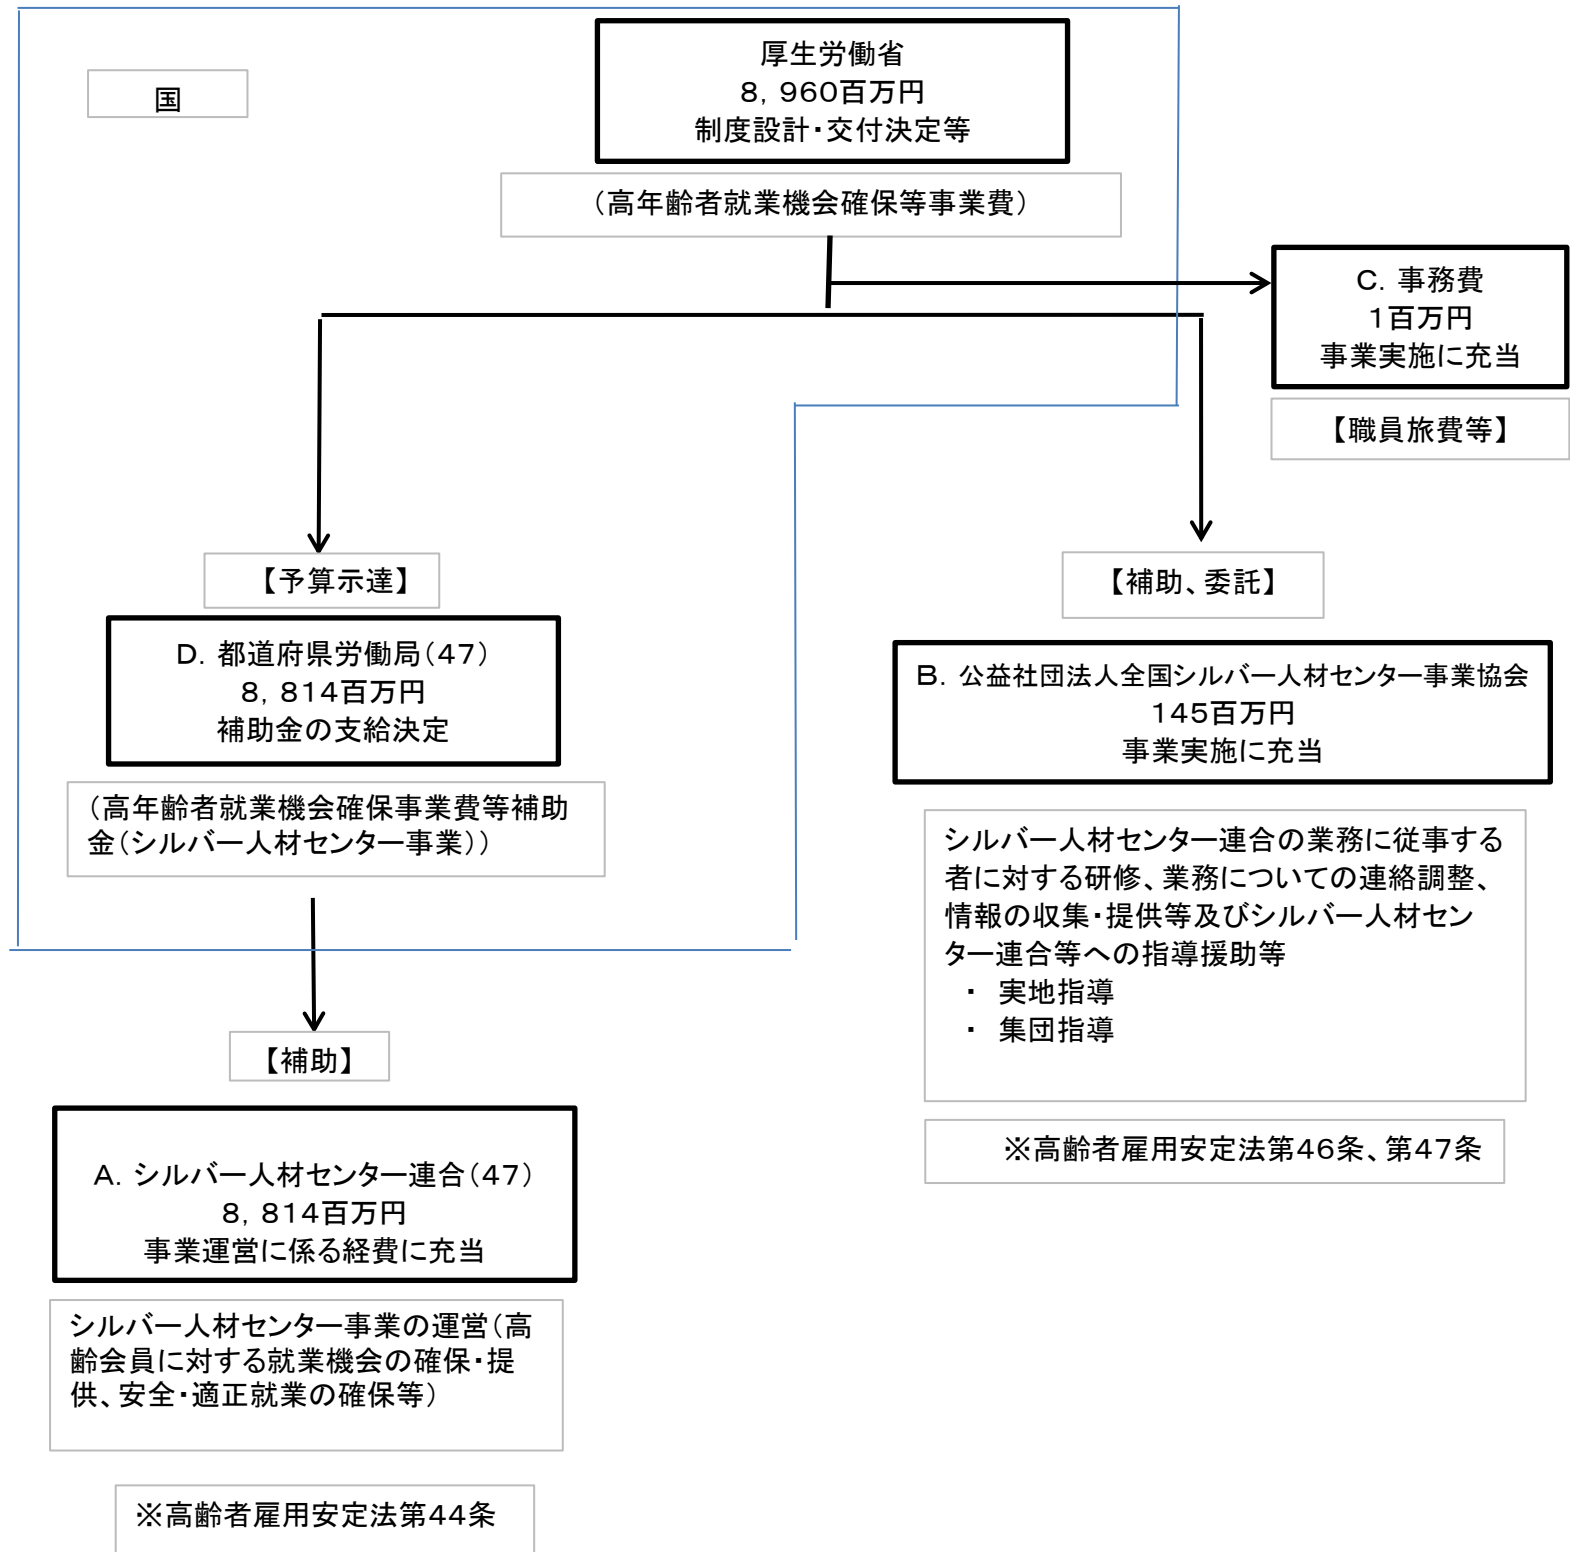 国
厚生労働省
8，960百万円
制度設計・交付決定等
（高年齢者就業機会確保等事業費）
C．事務費
1百万円
事業実施に充当
【職員旅費等】
【予算示達】
D．都道府県労働局（47）
8，814百万円
補助金の支給決定
（高年齢者就業機会確保事業費等補助
金（シルバー人材センター事業））
【補助】
A．シルバー人材センター連合（47）
8，814百万円
事業運営に係る経費に充当
シルバー人材センター事業の運営（高
齢会員に対する就業機会の確保・提
供、安全・適正就業の確保等）
※高齢者雇用安定法第44条
【補助、委託】
B．公益社団法人全国シルバー人材センター事業協会
145百万円
事業実施に充当
シルバー人材センター連合の業務に従事する
者に対する研修、業務についての連絡調整、
情報の収集・提供等及びシルバー人材セン
ター連合等への指導援助等
・ 実地指導
・ 集団指導
※高齢者雇用安定法第46条、第47条